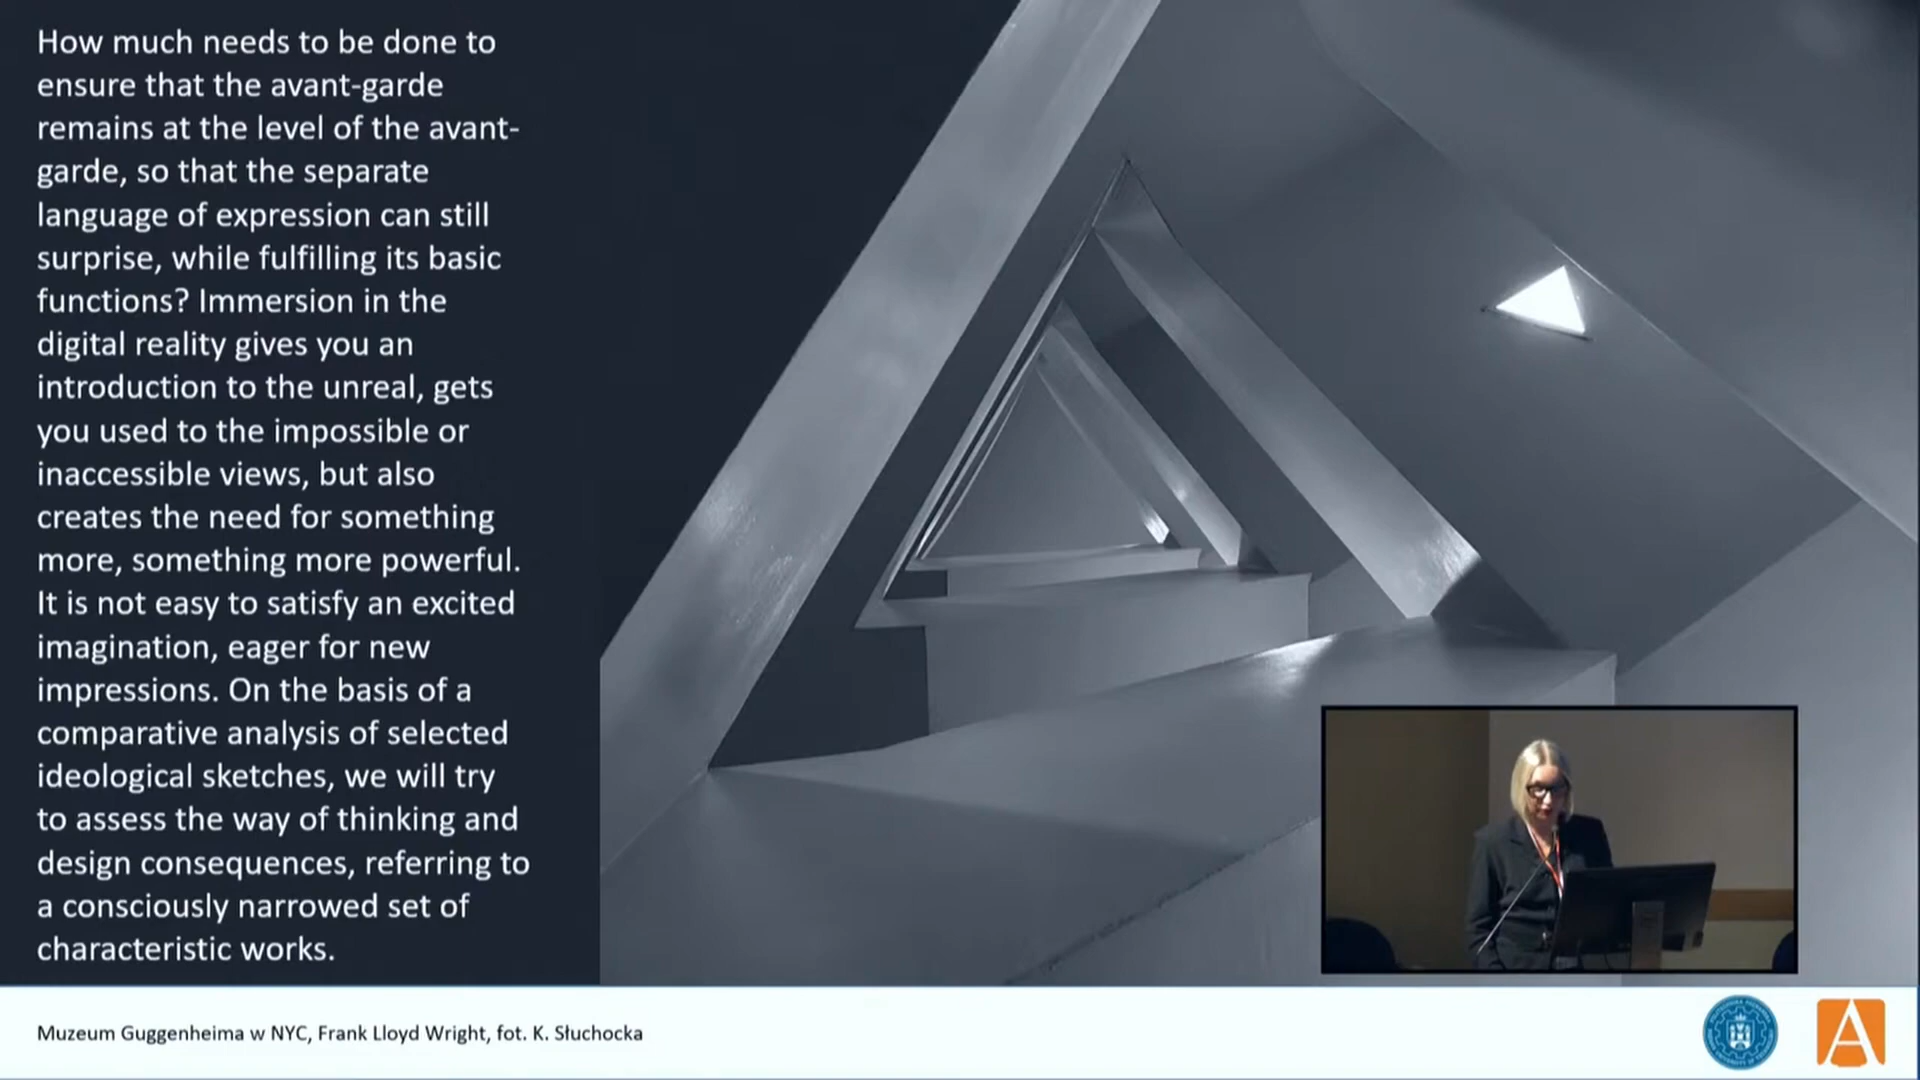 How much needs to be done to
ensure that the avant-garde
remains at the level of the avant-
garde, so that the separate
language of expression can still
surprise, while fulfilling its basic
functions? Immersion in the
digital reality gives you an
introduction to the unreal, gets
you used to the impossible or
inaccessible views, but also
creates the need for something
more, something more powerful.
It is not easy to satisfy an excited
imagination, eager for new
impressions. On the basis of a
comparative analysis of selected
ideological sketches, we will try
to assess the way of thinking and
design consequences, referring to
a consciously narrowed set of
characteristic works.
Muzeum Guggenheima w NYC, Frank Lloyd Wright, fot. K. Słuchocka
A